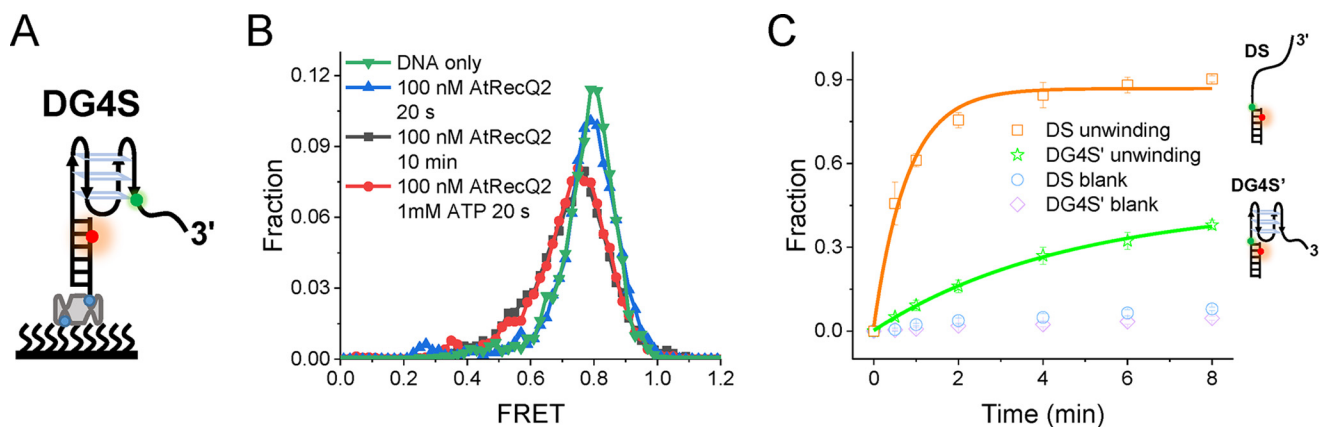 A
DG4S
3'
B
DNA only
100 nM AtRecQ2
20 s
100 nM AtRecQ2
10 min
100 nM AtRecQ2
1mM ATP 20 s
Fraction
0.12
0.09
0.06
0.03
0.00
0.0 0.2 0.4 0.6 0.8 1.0 1.2
FRET
C
Fraction
0.9
0.6
0.3
0.0
DS unwinding
DG4S' unwinding
DS blank
DG4S' blank
0 2 4 6 8
Time (min)
DS
3'
DG4S'
3'